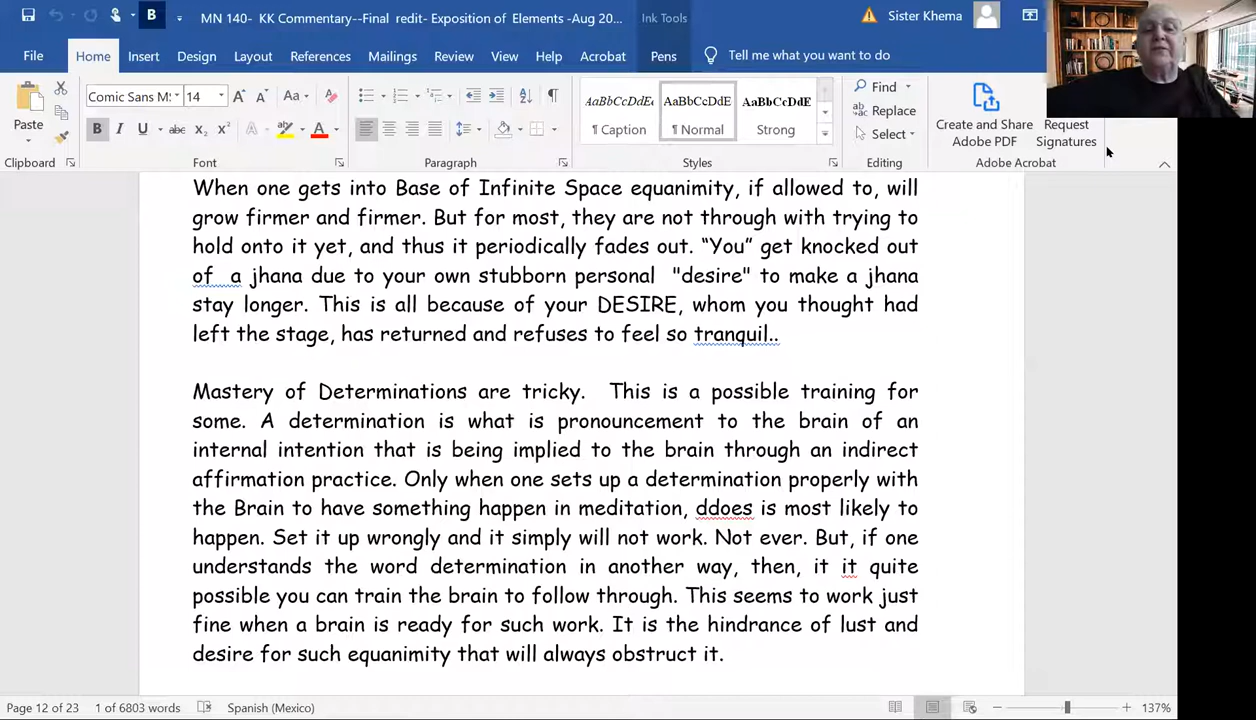 MN 140- KK Commentary--Final redit- Exposition of Elements -Aug 20...
Ink Tools
Sister Khema
File
Home
Insert
Draw
Design
Layout
References
Mailings
Review
View
Help
Acrobat
Pens
Tell me what you want to do
Paste
Clipboard
Comic Sans M
14
Font
Paragraph
AaBbCcDdEe
¶ Caption
AaBbCcDdE
¶ Normal
AaBbCcDdE
Strong
Styles
Find
Replace
Select
Editing
Create and Share
Adobe PDF
Request
Signatures
Adobe Acrobat
When one gets into Base of Infinite Space equanimity, if allowed to, will
grow firmer and firmer. But for most, they are not through with trying to
hold onto it yet, and thus it periodically fades out. “You” get knocked out
of a jhana due to your own stubborn personal "desire" to make a jhana
stay longer. This is all because of your DESIRE, whom you thought had
left the stage, has returned and refuses to feel so tranquil..
Mastery of Determinations are tricky. This is a possible training for
some. A determination is what is pronouncement to the brain of an
internal intention that is being implied to the brain through an indirect
affirmation practice. Only when one sets up a determination properly with
the Brain to have something happen in meditation, ddoes is most likely to
happen. Set it up wrongly and it simply will not work. Not ever. But, if one
understands the word determination in another way, then, it it quite
possible you can train the brain to follow through. This seems to work just
fine when a brain is ready for such work. It is the hindrance of lust and
desire for such equanimity that will always obstruct it.
Page 12 of 23
1 of 6803 words
Spanish (Mexico)
137%